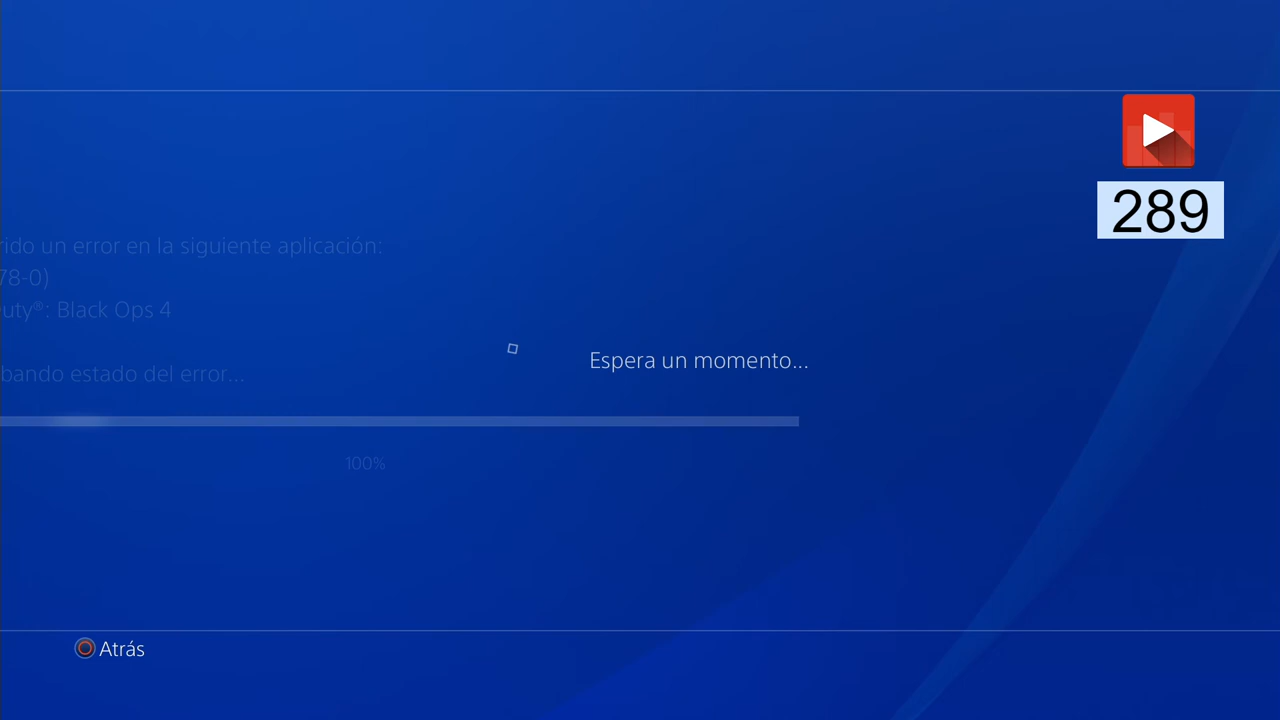 289
rido un error en la siguiente aplicación:
78-0)
uty®: Black Ops 4
Espera un momento...
bando estado del error...
100%
Atrás